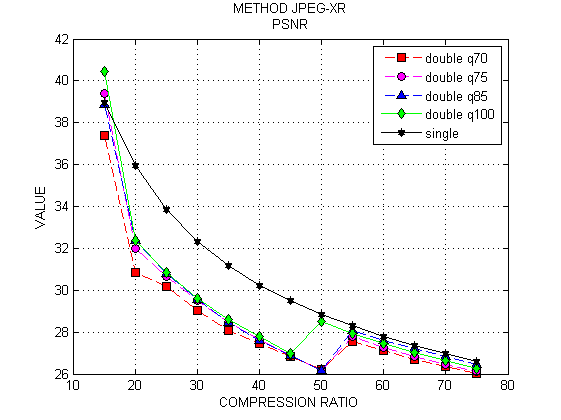 METHOD JPEG-XR
PSNR
42
40
38
36
34
32
30
28
26
VALUE
10
20
30
40
50
60
70
80
COMPRESSION RATIO
double q70
double q75
double q85
double q100
single